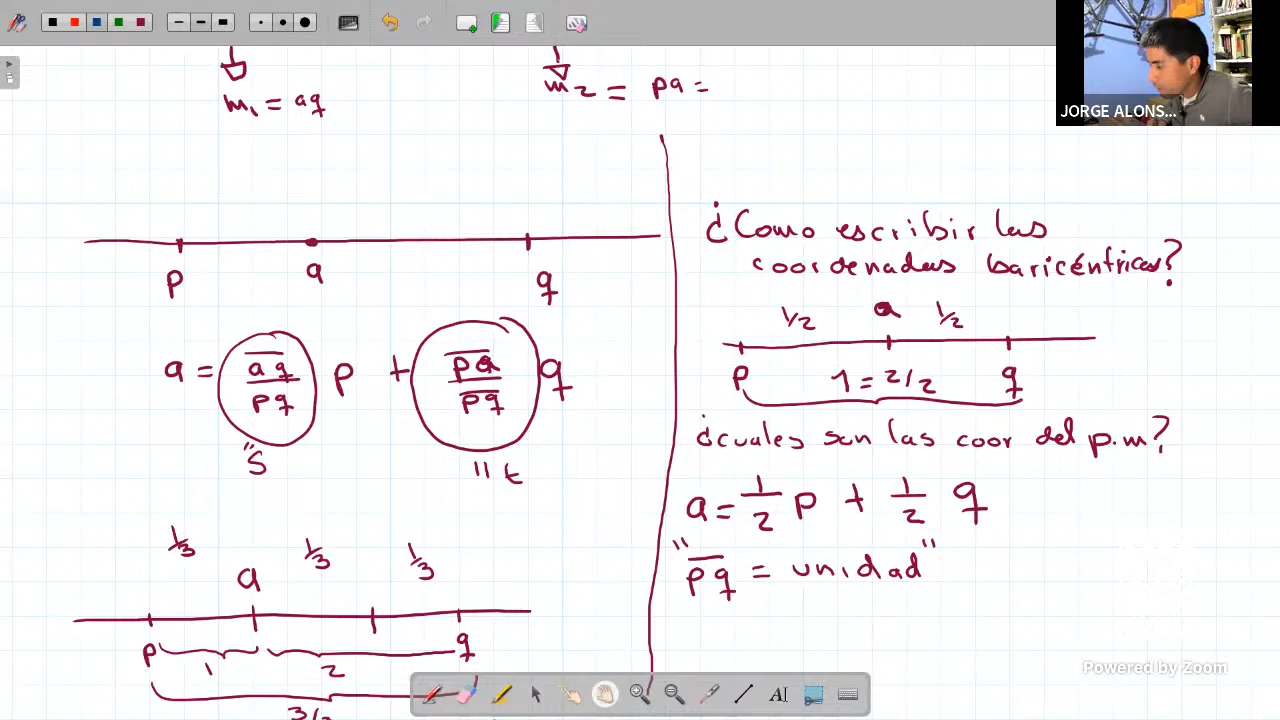 m₁ = aq
m₂ = pa =
JORGE ALONS...
p a q
a = aq/pq p + pa/pq q
"s "t
1/3 1/3 1/3
a
p q
1 2
¿Como escribir las
coordenadas baricéntricas?
1/2 a 1/2
p 1 = 2/2 q
¿cuales son las coor del p.m?
a = 1/2 p + 1/2 q
"pq = unidad"
AI
Powered by Zoom